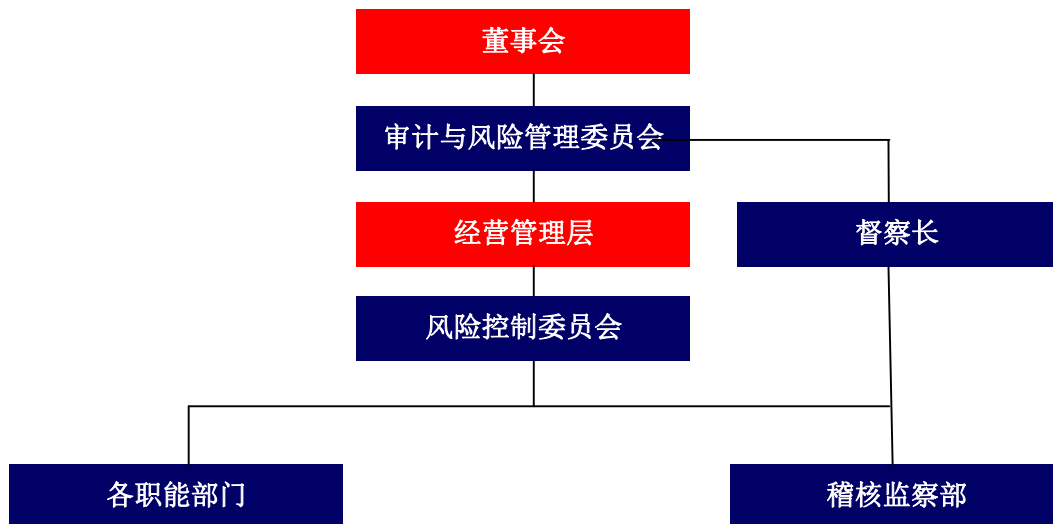 董事会
审计与风险管理委员会
经营管理层
督察长
风险控制委员会
各职能部门
稽核监察部